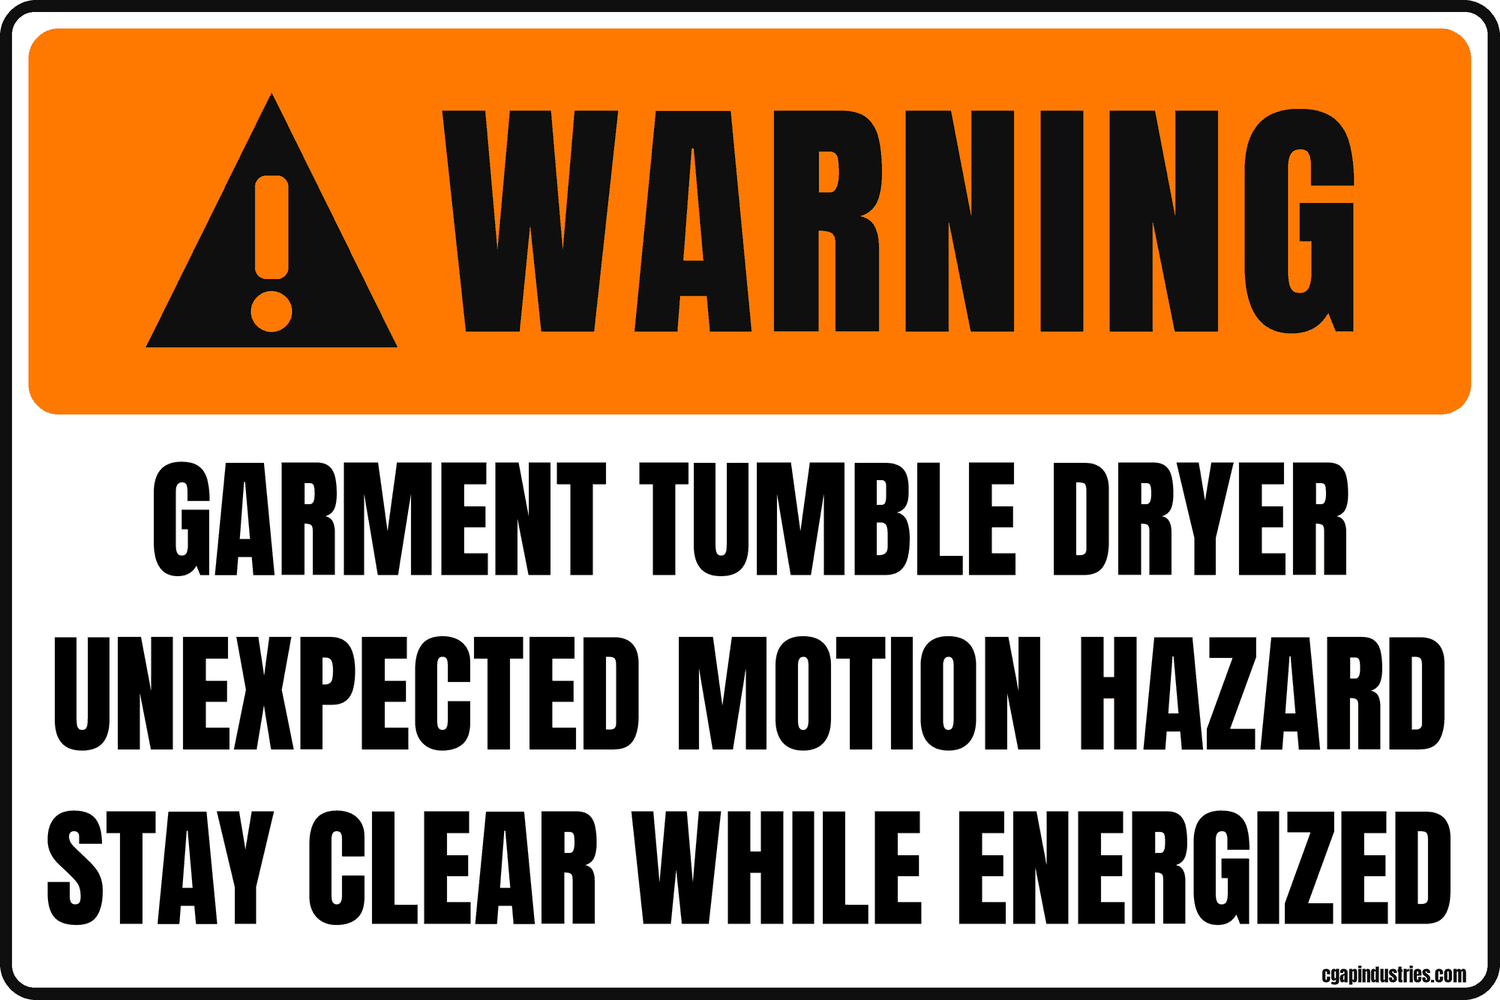 WARNING
GARMENT TUMBLE DRYER
UNEXPECTED MOTION HAZARD
STAY CLEAR WHILE ENERGIZED
cgapindustries.com